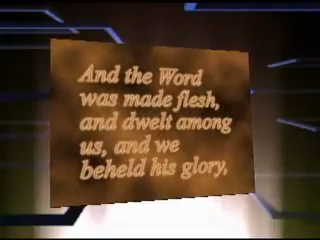 And the Word
was made flesh,
and dwelt among
us, and we
beheld his glory,